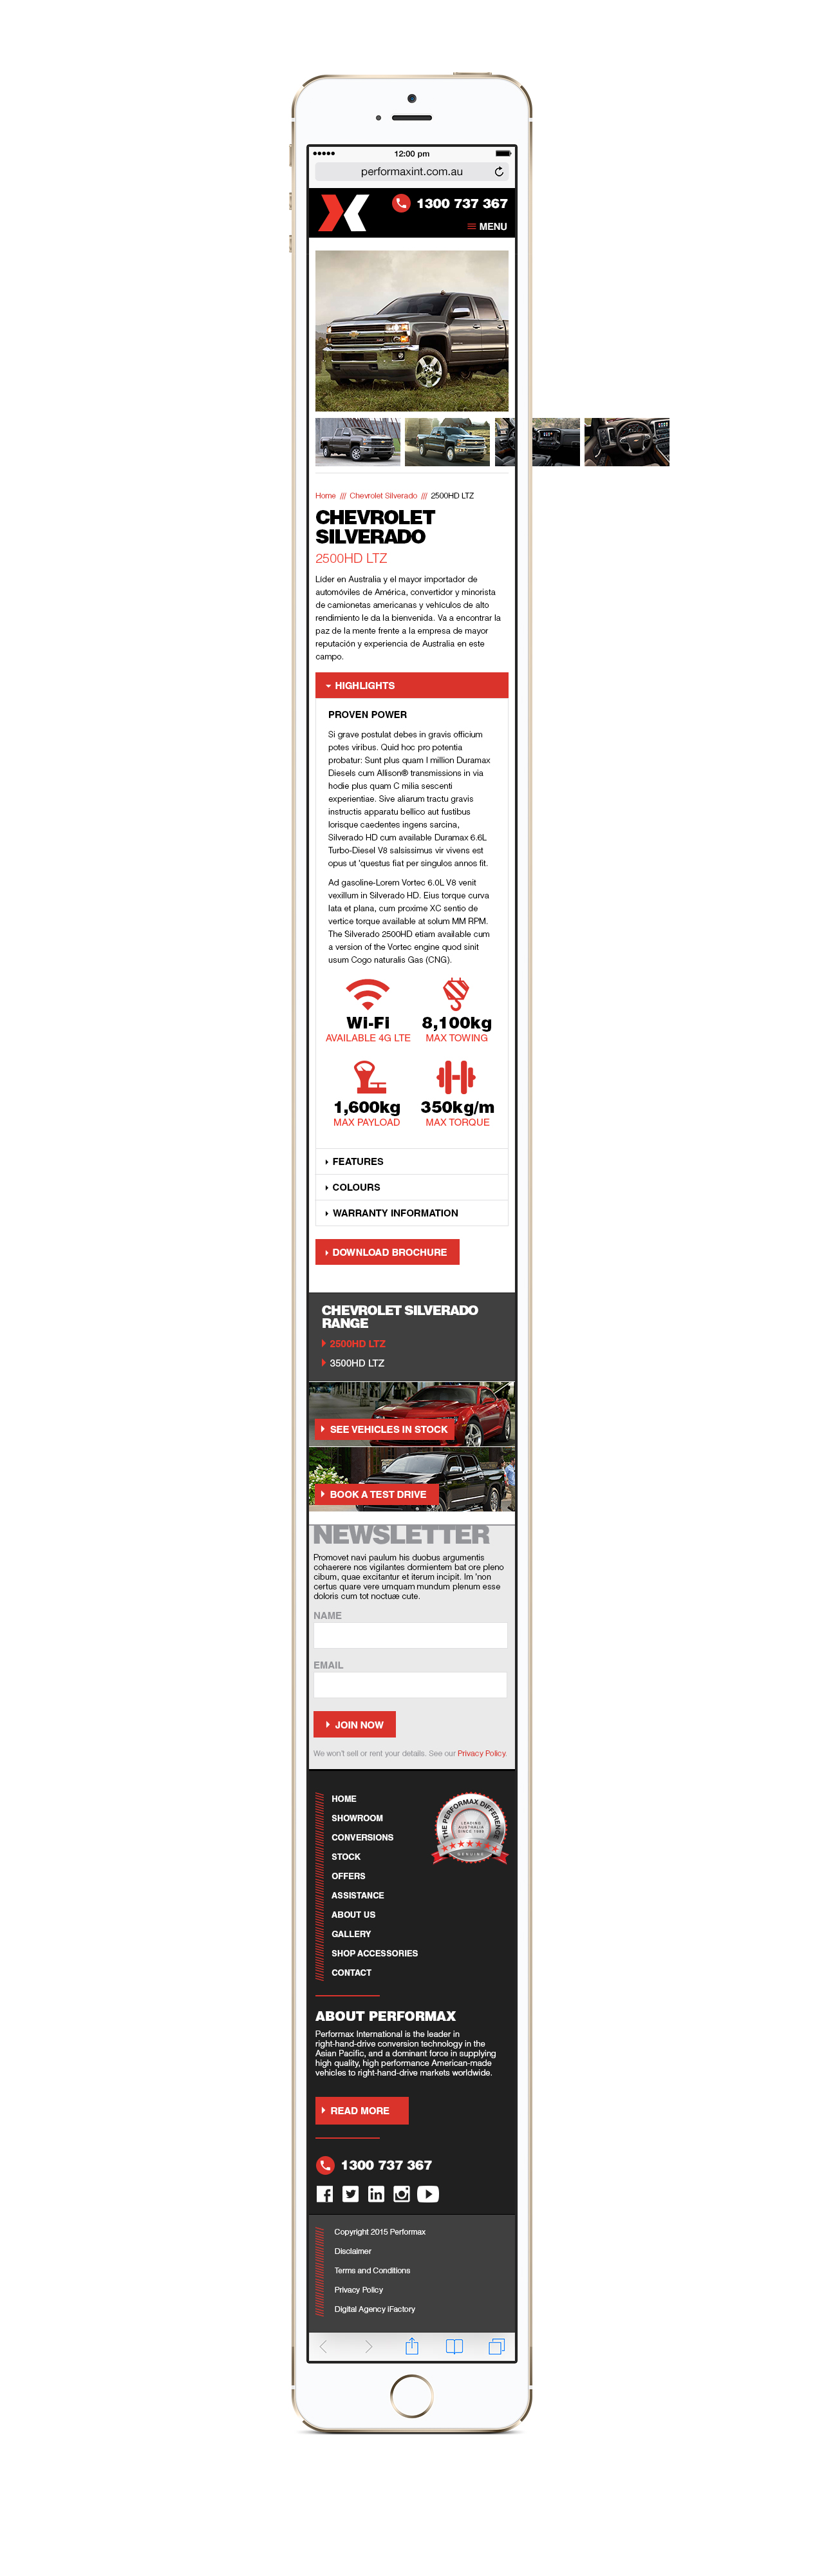 12:00 pm
performaxint.com.au
1300 737 367
MENU
Home /// Chevrolet Silverado /// 2500HD LTZ
CHEVROLET
SILVERADO
2500HD LTZ
Líder en Australia y el mayor importador de
automóviles de América, convertidor y minorista
de camionetas americanas y vehículos de alto
rendimiento le da la bienvenida. Va a encontrar la
paz de la mente frente a la empresa de mayor
reputación y experiencia de Australia en este
campo.
HIGHLIGHTS
PROVEN POWER
Si grave postulat debes in gravis officium
potes viribus. Quid hoc pro potentia
probatur: Sunt plus quam I million Duramax
Diesels cum Allison® transmissions in via
hodie plus quam C milia sescenti
experientiae. Sive aliarum tractu gravis
instructis apparatu bellico aut fustibus
lorisque caedentes ingens sarcina,
Silverado HD cum available Duramax 6.6L
Turbo-Diesel V8 salsissimus vir vivens est
opus ut 'questus fiat per singulos annos fit.
Ad gasoline-Lorem Vortec 6.0L V8 venit
vexillum in Silverado HD. Eius torque curva
lata et plana, cum proxime XC sentio de
vertice torque available at solum MM RPM.
The Silverado 2500HD etiam available cum
a version of the Vortec engine quod sinit
usum Cogo naturalis Gas (CNG).
Wi-Fi
AVAILABLE 4G LTE
8,100kg
MAX TOWING
1,600kg
MAX PAYLOAD
350kg/m
MAX TORQUE
FEATURES
COLOURS
WARRANTY INFORMATION
DOWNLOAD BROCHURE
CHEVROLET SILVERADO
RANGE
2500HD LTZ
3500HD LTZ
SEE VEHICLES IN STOCK
BOOK A TEST DRIVE
NEWSLETTER
Promovet navi paulum his duobus argumentis
cohaerere nos vigilantes dormientem bat ore pleno
cibum, quae excitantur et iterum incipit. Im 'non
certus quare vere umquam mundum plenum esse
doloris cum tot noctuæ cute.
NAME
EMAIL
JOIN NOW
We won't sell or rent your details. See our Privacy Policy.
HOME
SHOWROOM
CONVERSIONS
STOCK
OFFERS
ASSISTANCE
ABOUT US
GALLERY
SHOP ACCESSORIES
CONTACT
THE PERFORMAX DIFFERENCE
LEADING
AUSTRALIA
SINCE 1989
GENUINE
ABOUT PERFORMAX
Performax International is the leader in
right-hand-drive conversion technology in the
Asian Pacific, and a dominant force in supplying
high quality, high performance American-made
vehicles to right-hand-drive markets worldwide.
READ MORE
1300 737 367
Copyright 2015 Performax
Disclaimer
Terms and Conditions
Privacy Policy
Digital Agency iFactory